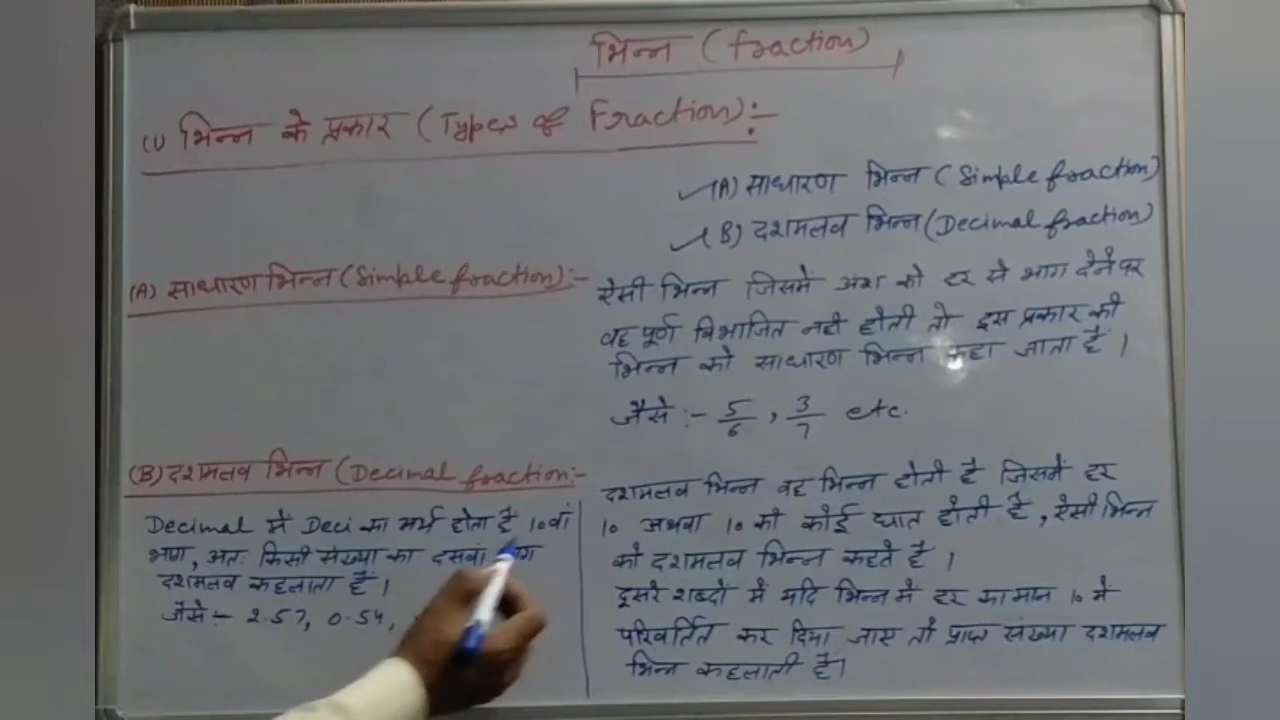 भिन्न (fraction)
(1) भिन्न के प्रकार (Types of Fraction):-
(A) साधारण भिन्न (Simple fraction)
(B) दशमलव भिन्न (Decimal fraction)
(A) साधारण भिन्न (Simple fraction):-
ऐसी भिन्न जिसमें अंश को हर से भाग देने पर
वह पूर्ण विभाजित नही होती तो इस प्रकार की
भिन्न को साधारण भिन्न कहा जाता है।
जैसे :- 5/6, 3/7 etc.
(B) दशमलव भिन्न (Decimal fraction:-
Decimal में Deci का अर्थ होता है 10वां
भाग, अतः किसी संख्या का दसवां
दशमलव कहलाता है।
जैसे :- 2.57, 0.54,
दशमलव भिन्न वह भिन्न होती है जिसमें हर
10 अथवा 10 की कोई घात होती है, ऐसी भिन्न
को दशमलव भिन्न कहते है।
दूसरे शब्दों में यदि भिन्न में हर का मान 10 में
परिवर्तित कर दिया जाए तो प्राप्त संख्या दशमलव
भिन्न कहलाती है।